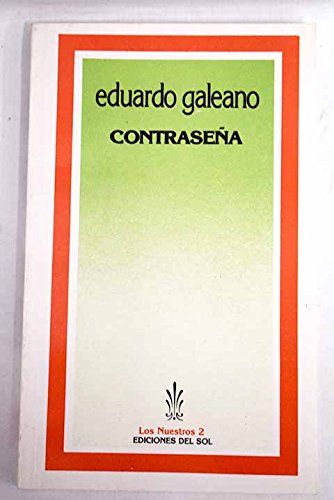 eduardo galeano
CONTRASEÑA
Los Nuestros 2
EDICIONES DEL SOL